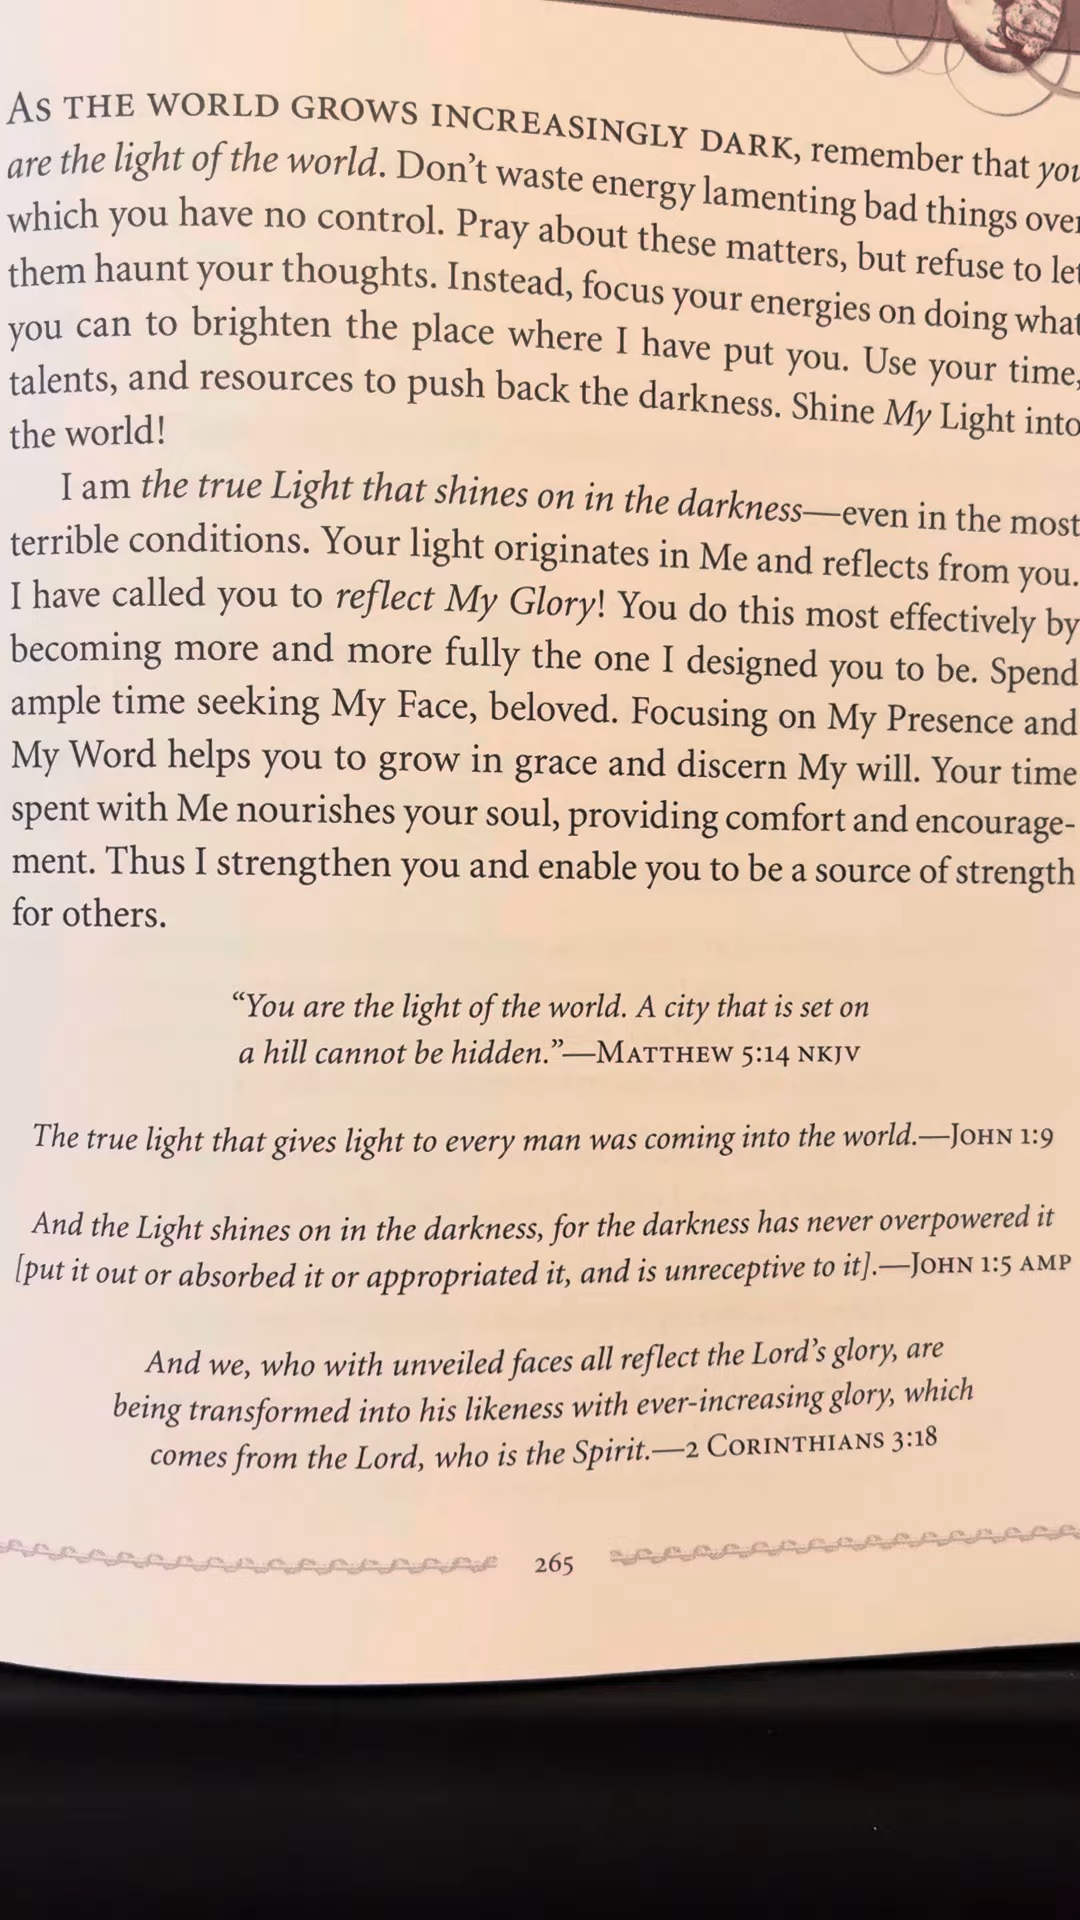 AS THE WORLD GROWS INCREASINGLY DARK, remember that you
are the light of the world. Don't waste energy lamenting bad things over
which you have no control. Pray about these matters, but refuse to let
them haunt your thoughts. Instead, focus your energies on doing what
you can to brighten the place where I have put you. Use your time,
talents, and resources to push back the darkness. Shine My Light into
the world!
I am the true Light that shines on in the darkness—even in the most
terrible conditions. Your light originates in Me and reflects from you.
I have called you to reflect My Glory! You do this most effectively by
becoming more and more fully the one I designed you to be. Spend
ample time seeking My Face, beloved. Focusing on My Presence and
My Word helps you to grow in grace and discern My will. Your time
spent with Me nourishes your soul, providing comfort and encourage-
ment. Thus I strengthen you and enable you to be a source of strength
for others.
“You are the light of the world. A city that is set on
a hill cannot be hidden.”—MATTHEW 5:14 NKJV
The true light that gives light to every man was coming into the world.—JOHN 1:9
And the Light shines on in the darkness, for the darkness has never overpowered it
[put it out or absorbed it or appropriated it, and is unreceptive to it].—JOHN 1:5 AMP
And we, who with unveiled faces all reflect the Lord's glory, are
being transformed into his likeness with ever-increasing glory, which
comes from the Lord, who is the Spirit.—2 CORINTHIANS 3:18
265